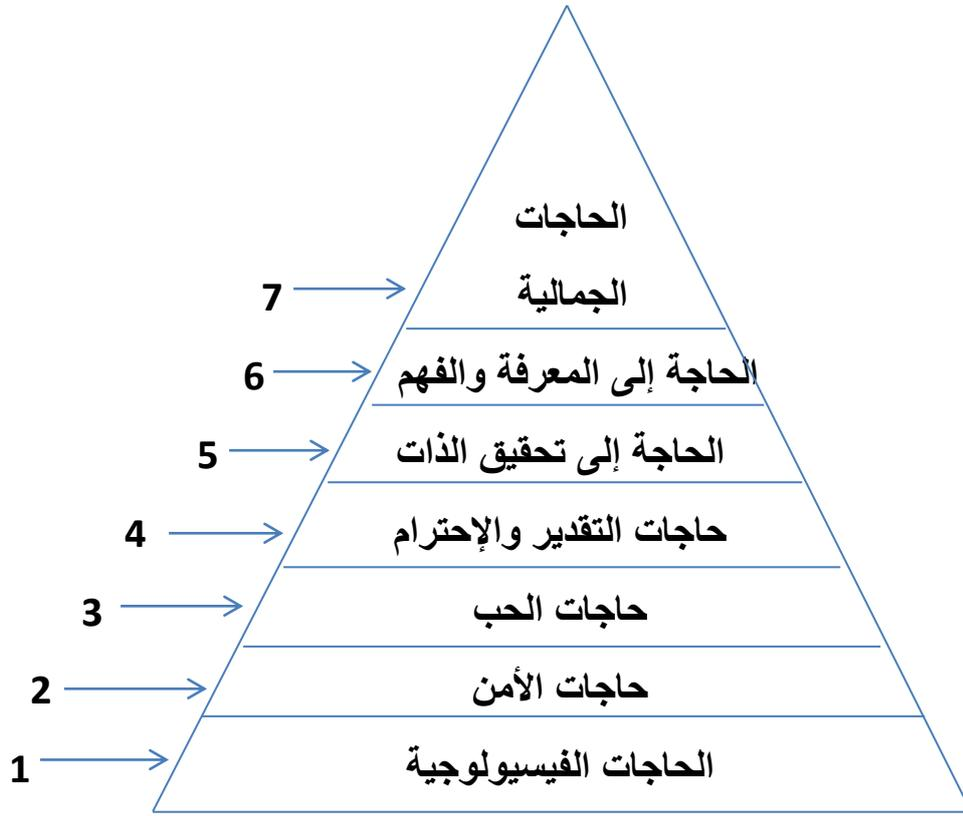 الحاجات
الجمالية
7
الحاجة إلى المعرفة والفهم
6
الحاجة إلى تحقيق الذات
5
حاجات التقدير والإحترام
4
حاجات الحب
3
حاجات الأمن
2
الحاجات الفيسيولوجية
1